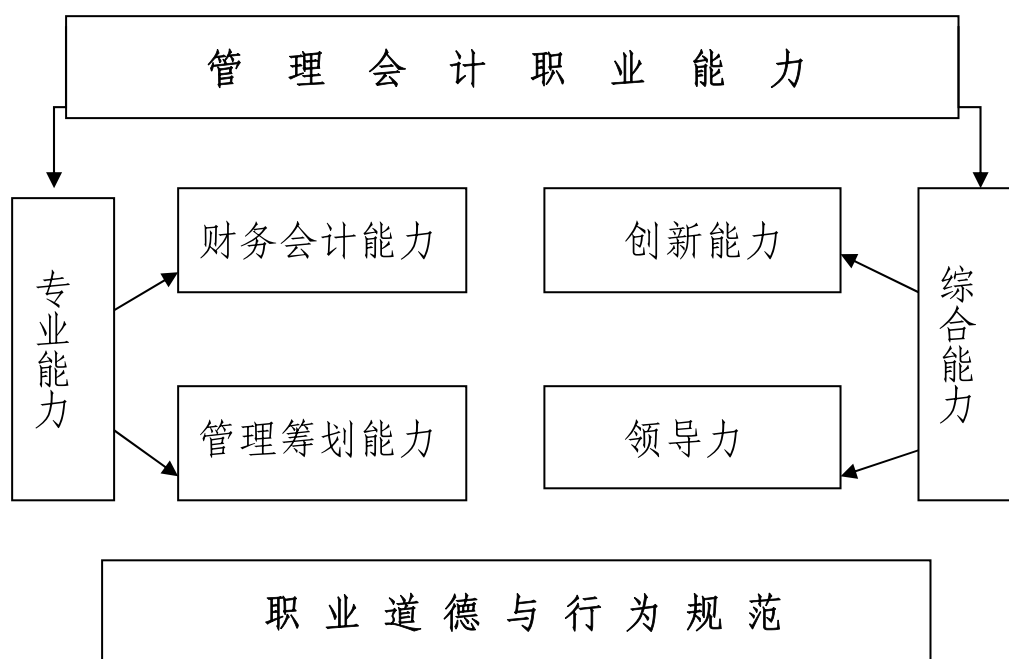 管理会计职业能力
财务会计能力
创新能力
专业能力
综合能力
管理筹划能力
领导力
职业道德与行为规范